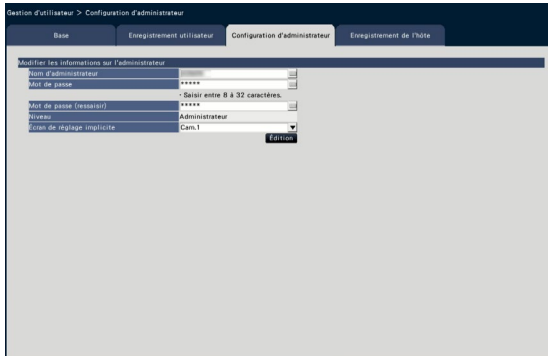 Gestion d'utilisateur > Configuration d'administrateur
Base Enregistrement utilisateur Configuration d'administrateur Enregistrement de l'hôte
Modifier les informations sur l'administrateur
Nom d'administrateur
Mot de passe *****
· Saisir entre 8 à 32 caractéres.
Mot de passe (ressaisir) *****
Niveau Administrateur
Écran de réglage implicite Cam.1
Édition